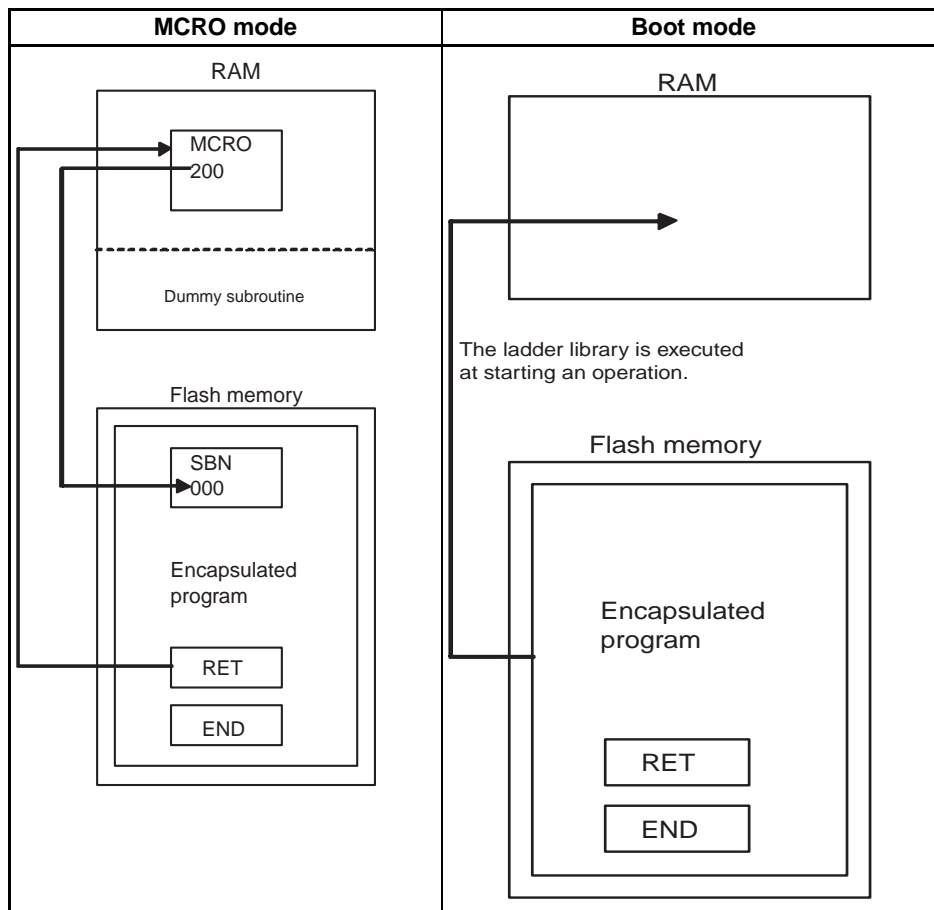 MCRO mode
Boot mode
RAM
MCRO
200
Dummy subroutine
Flash memory
SBN
000
Encapsulated
program
RET
END
RAM
The ladder library is executed
at starting an operation.
Flash memory
Encapsulated
program
RET
END